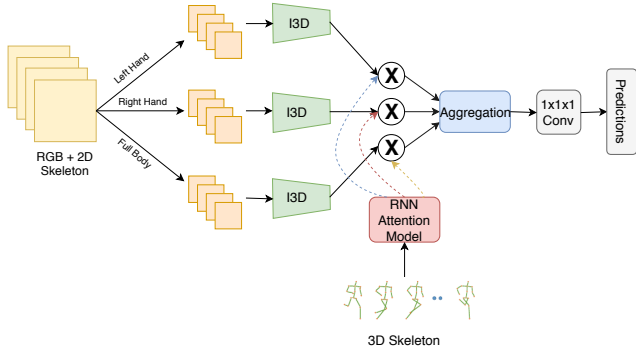 I3D
Left Hand
X
Right Hand
I3D
X
Aggregation
1x1x1
Conv
Predictions
RGB + 2D
Skeleton
Full Body
X
I3D
RNN
Attention
Model
3D Skeleton